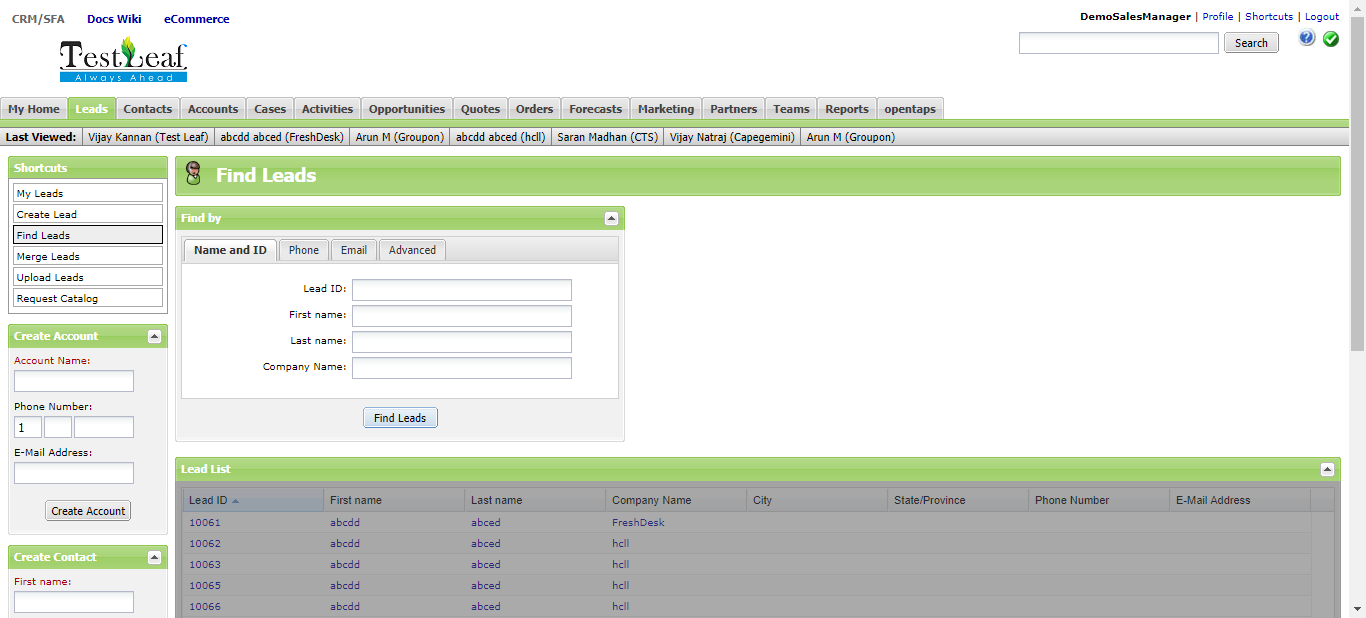 CRM/SFA Docs Wiki eCommerce
DemoSalesManager | Profile | Shortcuts | Logout
TestLeaf
Always Ahead
Search
?
My Home Leads Contacts Accounts Cases Activities Opportunities Quotes Orders Forecasts Marketing Partners Teams Reports opentaps
Last Viewed: Vijay Kannan (Test Leaf) abcdd abced (FreshDesk) Arun M (Groupon) abcdd abced (hcll) Saran Madhan (CTS) Vijay Natraj (Capegemini) Arun M (Groupon)
Shortcuts
My Leads
Create Lead
Find Leads
Merge Leads
Upload Leads
Request Catalog
Create Account
Account Name:
Phone Number:
1
E-Mail Address:
Create Account
Create Contact
First name:
Find Leads
Find by
Name and ID Phone Email Advanced
Lead ID:
First name:
Last name:
Company Name:
Find Leads
Lead List
Lead ID First name Last name Company Name City State/Province Phone Number E-Mail Address
10061 abcdd abced FreshDesk
10062 abcdd abced hcll
10063 abcdd abced hcll
10065 abcdd abced hcll
10066 abcdd abced hcll